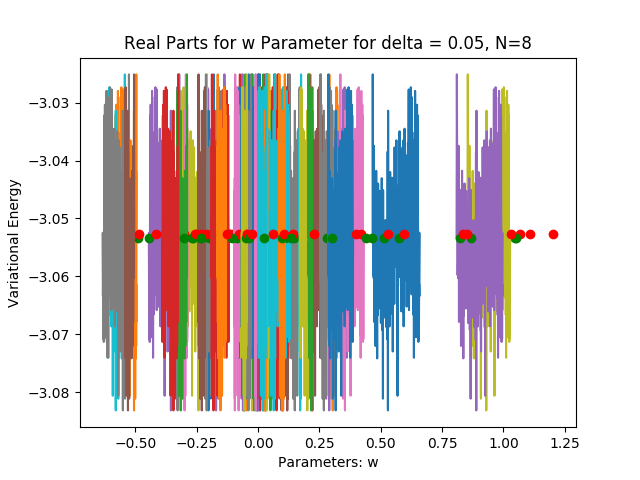 Real Parts for w Parameter for delta = 0.05, N=8
−3.03
−3.04
−3.05
−3.06
−3.07
−3.08
Variational Energy
−0.50 −0.25 0.00 0.25 0.50 0.75 1.00 1.25
Parameters: w